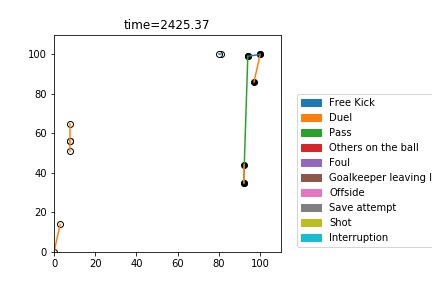 time=2425.37
100
80
60
40
20
0
0 20 40 60 80 100
Free Kick
Duel
Pass
Others on the ball
Foul
Goalkeeper leaving l
Offside
Save attempt
Shot
Interruption